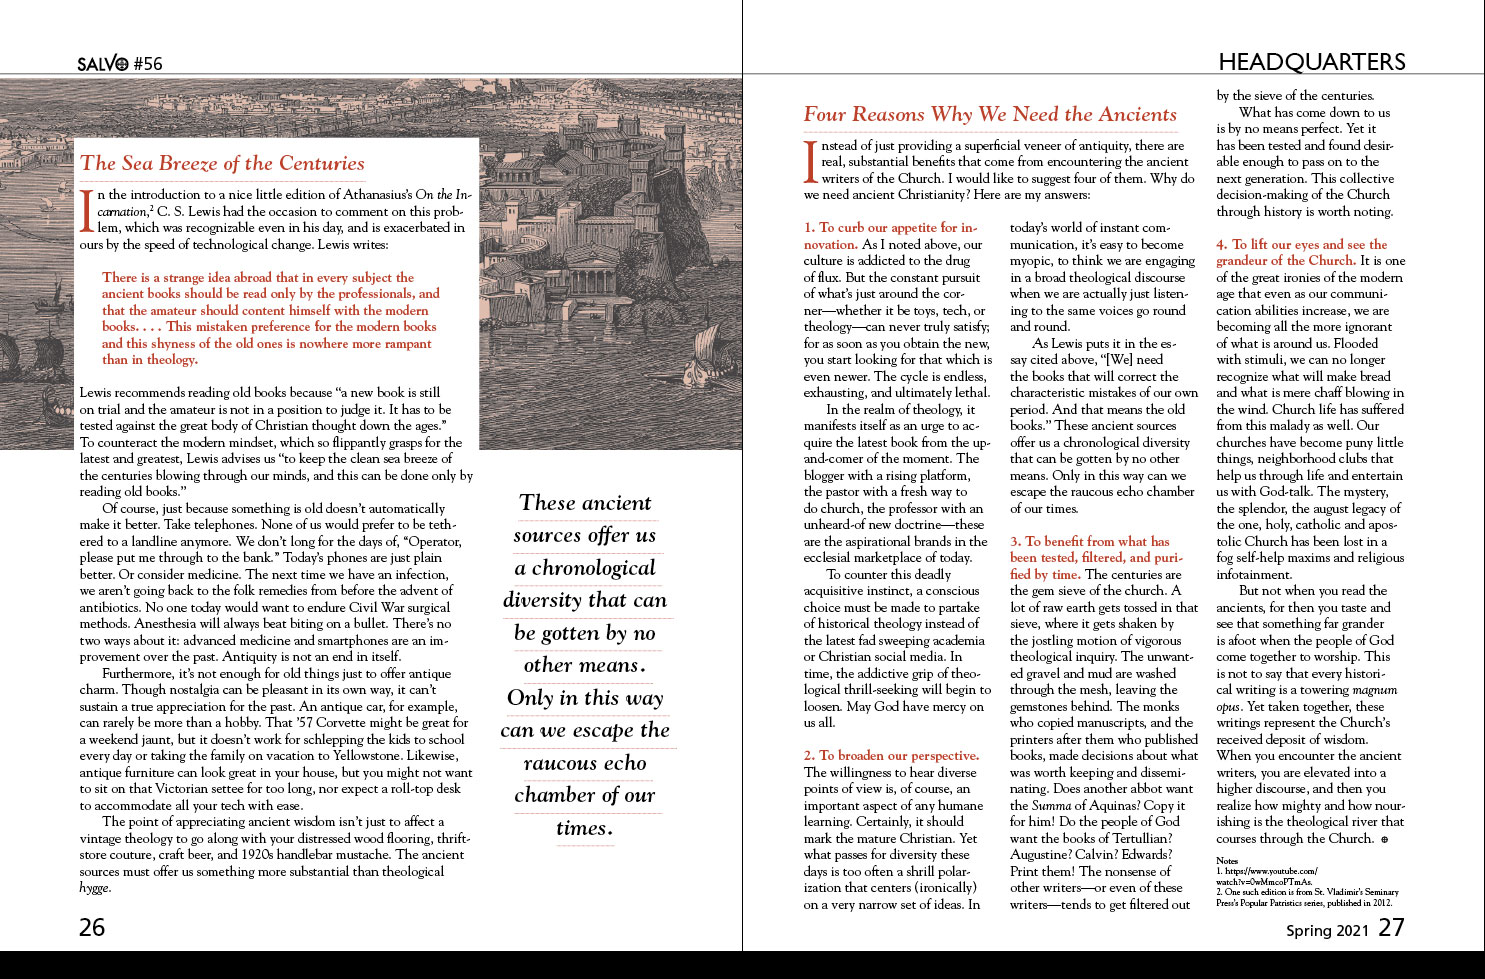 SALVO #56
The Sea Breeze of the Centuries
In the introduction to a nice little edition of Athanasius's On the In-
carnation,2 C. S. Lewis had the occasion to comment on this prob-
lem, which was recognizable even in his day, and is exacerbated in
ours by the speed of technological change. Lewis writes:
There is a strange idea abroad that in every subject the
ancient books should be read only by the professionals, and
that the amateur should content himself with the modern
books. . . . This mistaken preference for the modern books
and this shyness of the old ones is nowhere more rampant
than in theology.
Lewis recommends reading old books because “a new book is still
on trial and the amateur is not in a position to judge it. It has to be
tested against the great body of Christian thought down the ages.”
To counteract the modern mindset, which so flippantly grasps for the
latest and greatest, Lewis advises us “to keep the clean sea breeze of
the centuries blowing through our minds, and this can be done only by
reading old books.”
Of course, just because something is old doesn't automatically
make it better. Take telephones. None of us would prefer to be teth-
ered to a landline anymore. We don't long for the days of, “Operator,
please put me through to the bank.” Today's phones are just plain
better. Or consider medicine. The next time we have an infection,
we aren't going back to the folk remedies from before the advent of
antibiotics. No one today would want to endure Civil War surgical
methods. Anesthesia will always beat biting on a bullet. There's no
two ways about it: advanced medicine and smartphones are an im-
provement over the past. Antiquity is not an end in itself.
Furthermore, it's not enough for old things just to offer antique
charm. Though nostalgia can be pleasant in its own way, it can't
sustain a true appreciation for the past. An antique car, for example,
can rarely be more than a hobby. That '57 Corvette might be great for
a weekend jaunt, but it doesn't work for schlepping the kids to school
every day or taking the family on vacation to Yellowstone. Likewise,
antique furniture can look great in your house, but you might not want
to sit on that Victorian settee for too long, nor expect a roll-top desk
to accommodate all your tech with ease.
The point of appreciating ancient wisdom isn't just to affect a
vintage theology to go along with your distressed wood flooring, thrift-
store couture, craft beer, and 1920s handlebar mustache. The ancient
sources must offer us something more substantial than theological
hygge.
These ancient
sources offer us
a chronological
diversity that can
be gotten by no
other means.
Only in this way
can we escape the
raucous echo
chamber of our
times.
26
HEADQUARTERS
Four Reasons Why We Need the Ancients
Instead of just providing a superficial veneer of antiquity, there are
real, substantial benefits that come from encountering the ancient
writers of the Church. I would like to suggest four of them. Why do
we need ancient Christianity? Here are my answers:
1. To curb our appetite for in-
novation. As I noted above, our
culture is addicted to the drug
of flux. But the constant pursuit
of what's just around the cor-
ner—whether it be toys, tech, or
theology—can never truly satisfy;
for as soon as you obtain the new,
you start looking for that which is
even newer. The cycle is endless,
exhausting, and ultimately lethal.
In the realm of theology, it
manifests itself as an urge to ac-
quire the latest book from the up-
and-comer of the moment. The
blogger with a rising platform,
the pastor with a fresh way to
do church, the professor with an
unheard-of new doctrine—these
are the aspirational brands in the
ecclesial marketplace of today.
To counter this deadly
acquisitive instinct, a conscious
choice must be made to partake
of historical theology instead of
the latest fad sweeping academia
or Christian social media. In
time, the addictive grip of theo-
logical thrill-seeking will begin to
loosen. May God have mercy on
us all.
2. To broaden our perspective.
The willingness to hear diverse
points of view is, of course, an
important aspect of any humane
learning. Certainly, it should
mark the mature Christian. Yet
what passes for diversity these
days is too often a shrill polar-
ization that centers (ironically)
on a very narrow set of ideas. In
today's world of instant com-
munication, it's easy to become
myopic, to think we are engaging
in a broad theological discourse
when we are actually just listen-
ing to the same voices go round
and round.
As Lewis puts it in the es-
say cited above, “[We] need
the books that will correct the
characteristic mistakes of our own
period. And that means the old
books.” These ancient sources
offer us a chronological diversity
that can be gotten by no other
means. Only in this way can we
escape the raucous echo chamber
of our times.
3. To benefit from what has
been tested, filtered, and puri-
fied by time. The centuries are
the gem sieve of the church. A
lot of raw earth gets tossed in that
sieve, where it gets shaken by
the jostling motion of vigorous
theological inquiry. The unwant-
ed gravel and mud are washed
through the mesh, leaving the
gemstones behind. The monks
who copied manuscripts, and the
printers after them who published
books, made decisions about what
was worth keeping and dissemi-
nating. Does another abbot want
the Summa of Aquinas? Copy it
for him! Do the people of God
want the books of Tertullian?
Augustine? Calvin? Edwards?
Print them! The nonsense of
other writers—or even of these
writers—tends to get filtered out
by the sieve of the centuries.
What has come down to us
is by no means perfect. Yet it
has been tested and found desir-
able enough to pass on to the
next generation. This collective
decision-making of the Church
through history is worth noting.
4. To lift our eyes and see the
grandeur of the Church. It is one
of the great ironies of the modern
age that even as our communi-
cation abilities increase, we are
becoming all the more ignorant
of what is around us. Flooded
with stimuli, we can no longer
recognize what will make bread
and what is mere chaff blowing in
the wind. Church life has suffered
from this malady as well. Our
churches have become puny little
things, neighborhood clubs that
help us through life and entertain
us with God-talk. The mystery,
the splendor, the august legacy of
the one, holy, catholic and apos-
tolic Church has been lost in a
fog self-help maxims and religious
infotainment.
But not when you read the
ancients, for then you taste and
see that something far grander
is afoot when the people of God
come together to worship. This
is not to say that every histori-
cal writing is a towering magnum
opus. Yet taken together, these
writings represent the Church's
received deposit of wisdom.
When you encounter the ancient
writers, you are elevated into a
higher discourse, and then you
realize how mighty and how nour-
ishing is the theological river that
courses through the Church.
Notes
1. https://www.youtube.com/
watch?v=0wMmcoPTmAs.
2. One such edition is from St. Vladimir's Seminary
Press's Popular Patristics series, published in 2012.
Spring 2021 27